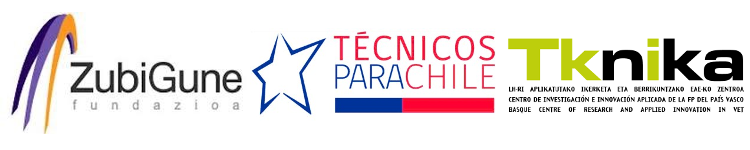 ZubiGune
fundazioa
TÉCNICOS
PARACHILE
Tknika
LH-RI APLIKATUTAKO IKERKETA ETA BERRIKUNTZAKO EAE-KO ZENTROA
CENTRO DE INVESTIGACIÓN E INNOVACIÓN APLICADA DE LA FP DEL PAÍS VASCO
BASQUE CENTRE OF RESEARCH AND APPLIED INNOVATION IN VET